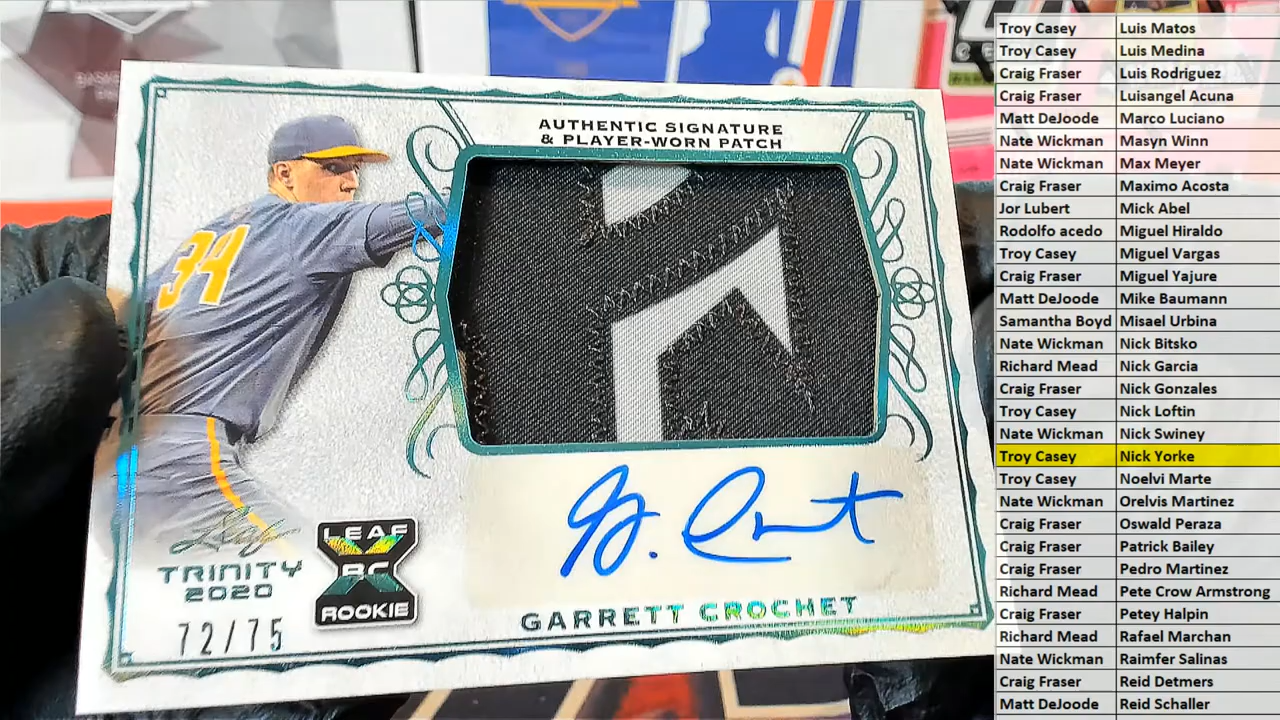 AUTHENTIC SIGNATURE
& PLAYER-WORN PATCH
34
G. Crochet
Leaf
TRINITY
2020
LEAF
RC
ROOKIE
72/75
GARRETT CROCHET
Troy Casey Luis Matos
Troy Casey Luis Medina
Craig Fraser Luis Rodriguez
Craig Fraser Luisangel Acuna
Matt DeJoode Marco Luciano
Nate Wickman Masyn Winn
Nate Wickman Max Meyer
Craig Fraser Maximo Acosta
Jor Lubert Mick Abel
Rodolfo acedo Miguel Hiraldo
Troy Casey Miguel Vargas
Craig Fraser Miguel Yajure
Matt DeJoode Mike Baumann
Samantha Boyd Misael Urbina
Nate Wickman Nick Bitsko
Richard Mead Nick Garcia
Craig Fraser Nick Gonzales
Troy Casey Nick Loftin
Nate Wickman Nick Swiney
Troy Casey Nick Yorke
Troy Casey Noelvi Marte
Nate Wickman Orelvis Martinez
Craig Fraser Oswald Peraza
Craig Fraser Patrick Bailey
Craig Fraser Pedro Martinez
Richard Mead Pete Crow Armstrong
Craig Fraser Petey Halpin
Richard Mead Rafael Marchan
Nate Wickman Raimfer Salinas
Craig Fraser Reid Detmers
Matt DeJoode Reid Schaller